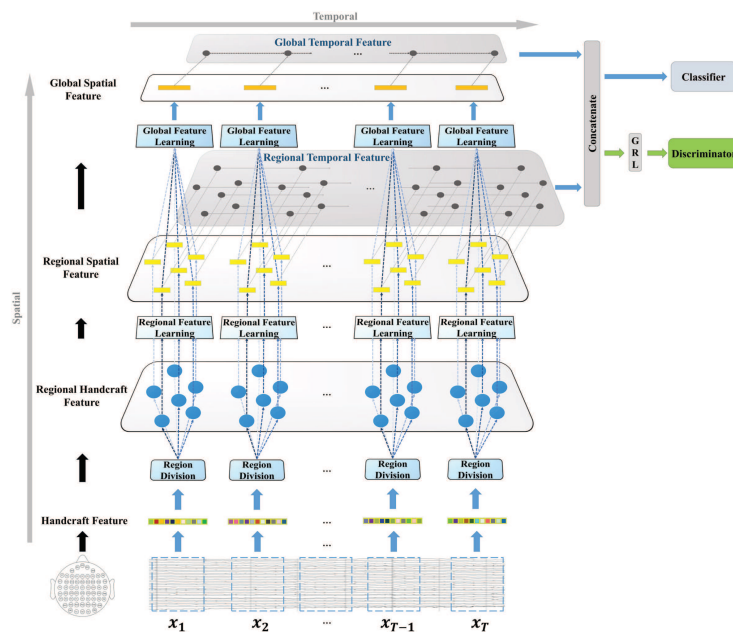 Temporal
Global Temporal Feature
...
Global Spatial
Feature
...
Classifier
Concatenate
Global Feature
Learning
Global Feature
Learning
Global Feature
Learning
Global Feature
Learning
G
R
L
Discriminator
Regional Temporal Feature
...
Spatial
Regional Spatial
Feature
...
Regional Feature
Learning
Regional Feature
Learning
...
Regional Feature
Learning
Regional Feature
Learning
Regional Handcraft
Feature
...
Region
Division
Region
Division
...
Region
Division
Region
Division
Handcraft Feature
...
...
...
x1
x2
x_{T-1}
x_T